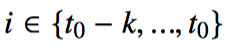 i ∈ {t₀ − k, ..., t₀}